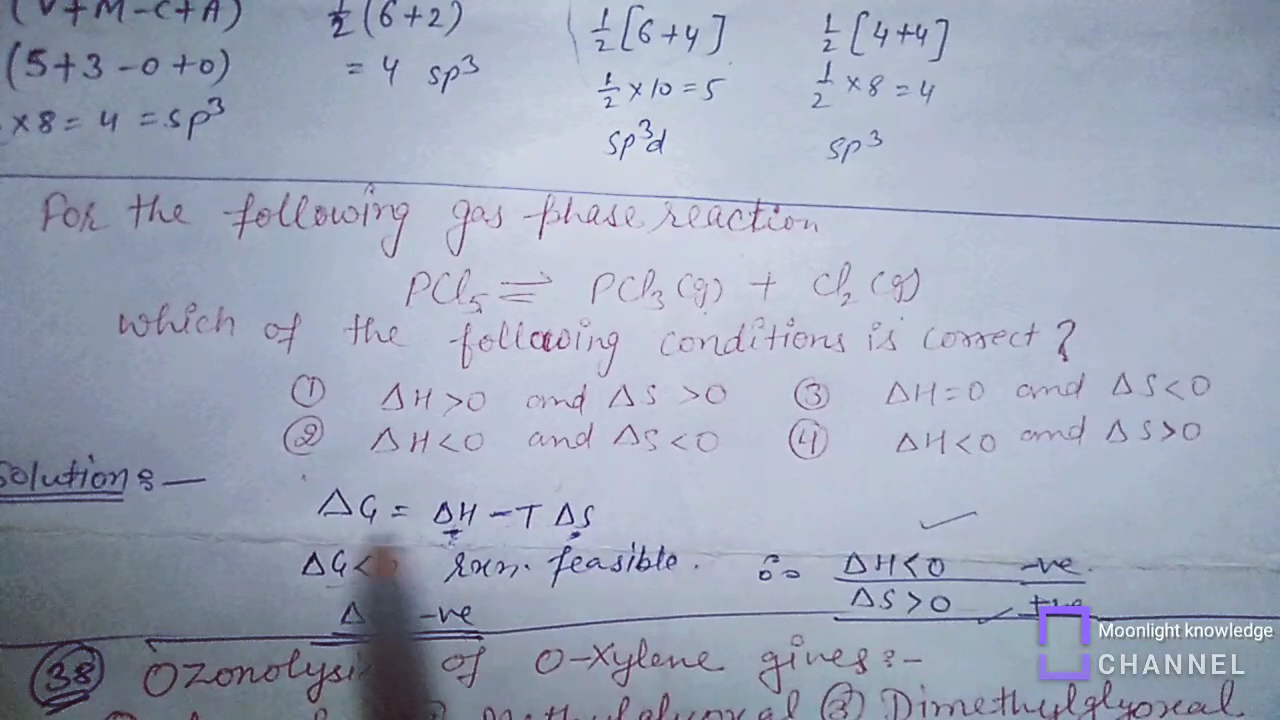 (V+M-C+A) ½(6+2) ½[6+4] ½[4+4]
(5+3-0+0) = 4 sp³ ½×10=5 ½×8=4
×8=4=sp³ sp³d sp³
For the following gas phase reaction
PCl₅ ⇌ PCl₃(g) + Cl₂(g)
which of the following conditions is correct?
① ΔH>0 and ΔS>0 ③ ΔH=0 and ΔS<0
② ΔH<0 and ΔS<0 ④ ΔH<0 and ΔS>0
Solution:-
ΔG = ΔH-TΔS
ΔG< rxn. feasible. ∴ ΔH<0 -ve
Δ -ve ΔS>0 +ve
Moonlight knowledge
CHANNEL
38 Ozonolysis of O-Xylene gives:-
③ Dimethylglyoxal